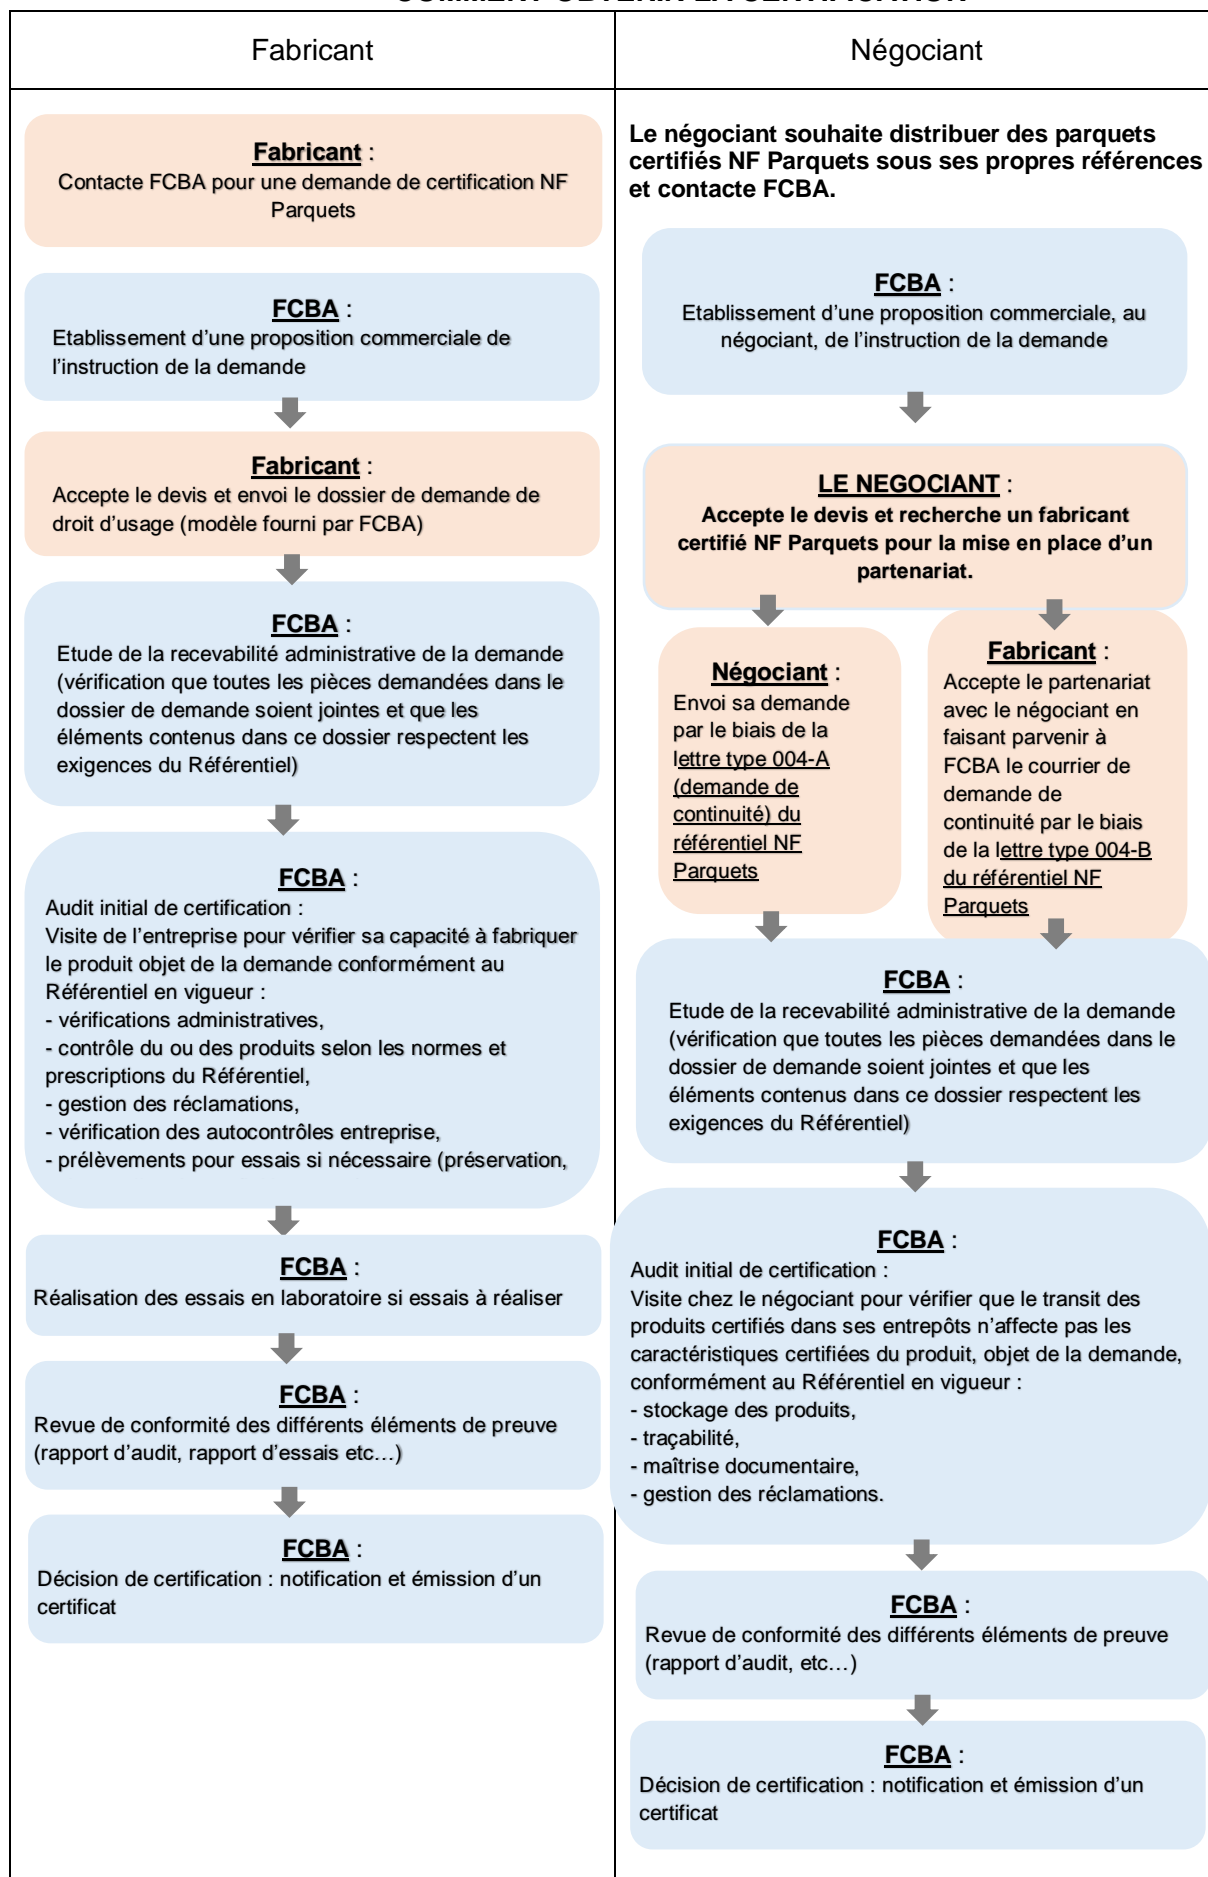 COMMENT OBTENIR LA CERTIFICATION
Fabricant
Négociant
Fabricant :
Contacte FCBA pour une demande de certification NF
Parquets
FCBA :
Etablissement d’une proposition commerciale de
l’instruction de la demande
Fabricant :
Accepte le devis et envoi le dossier de demande de
droit d’usage (modèle fourni par FCBA)
FCBA :
Etude de la recevabilité administrative de la demande
(vérification que toutes les pièces demandées dans le
dossier de demande soient jointes et que les
éléments contenus dans ce dossier respectent les
exigences du Référentiel)
FCBA :
Audit initial de certification :
Visite de l’entreprise pour vérifier sa capacité à fabriquer
le produit objet de la demande conformément au
Référentiel en vigueur :
- vérifications administratives,
- contrôle du ou des produits selon les normes et
prescriptions du Référentiel,
- gestion des réclamations,
- vérification des autocontrôles entreprise,
- prélèvements pour essais si nécessaire (préservation,
FCBA :
Réalisation des essais en laboratoire si essais à réaliser
FCBA :
Revue de conformité des différents éléments de preuve
(rapport d’audit, rapport d’essais etc…)
FCBA :
Décision de certification : notification et émission d’un
certificat
Le négociant souhaite distribuer des parquets
certifiés NF Parquets sous ses propres références
et contacte FCBA.
FCBA :
Etablissement d’une proposition commerciale, au
négociant, de l’instruction de la demande
LE NEGOCIANT :
Accepte le devis et recherche un fabricant
certifié NF Parquets pour la mise en place d’un
partenariat.
Négociant :
Envoi sa demande
par le biais de la
lettre type 004-A
(demande de
continuité) du
référentiel NF
Parquets
Fabricant :
Accepte le partenariat
avec le négociant en
faisant parvenir à
FCBA le courrier de
demande de
continuité par le biais
de la lettre type 004-B
du référentiel NF
Parquets
FCBA :
Etude de la recevabilité administrative de la demande
(vérification que toutes les pièces demandées dans le
dossier de demande soient jointes et que les
éléments contenus dans ce dossier respectent les
exigences du Référentiel)
FCBA :
Audit initial de certification :
Visite chez le négociant pour vérifier que le transit des
produits certifiés dans ses entrepôts n’affecte pas les
caractéristiques certifiées du produit, objet de la demande,
conformément au Référentiel en vigueur :
- stockage des produits,
- traçabilité,
- maîtrise documentaire,
- gestion des réclamations.
FCBA :
Revue de conformité des différents éléments de preuve
(rapport d’audit, etc…)
FCBA :
Décision de certification : notification et émission d’un
certificat